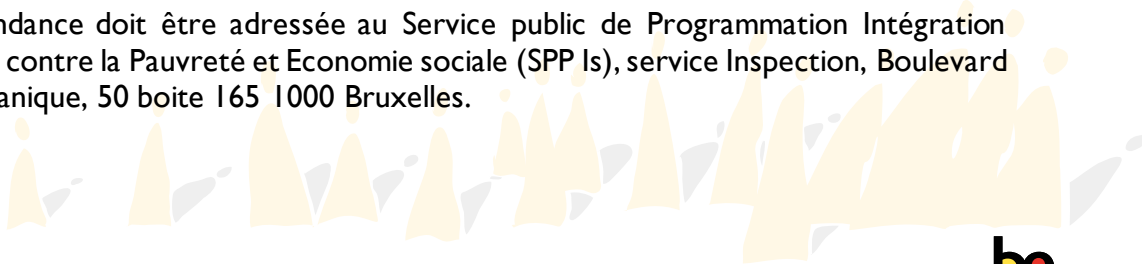 ndance doit être adressée au Service public de Programmation Intégration
contre la Pauvreté et Economie sociale (SPP Is), service Inspection, Boulevard
anique, 50 boite 165 1000 Bruxelles.
be